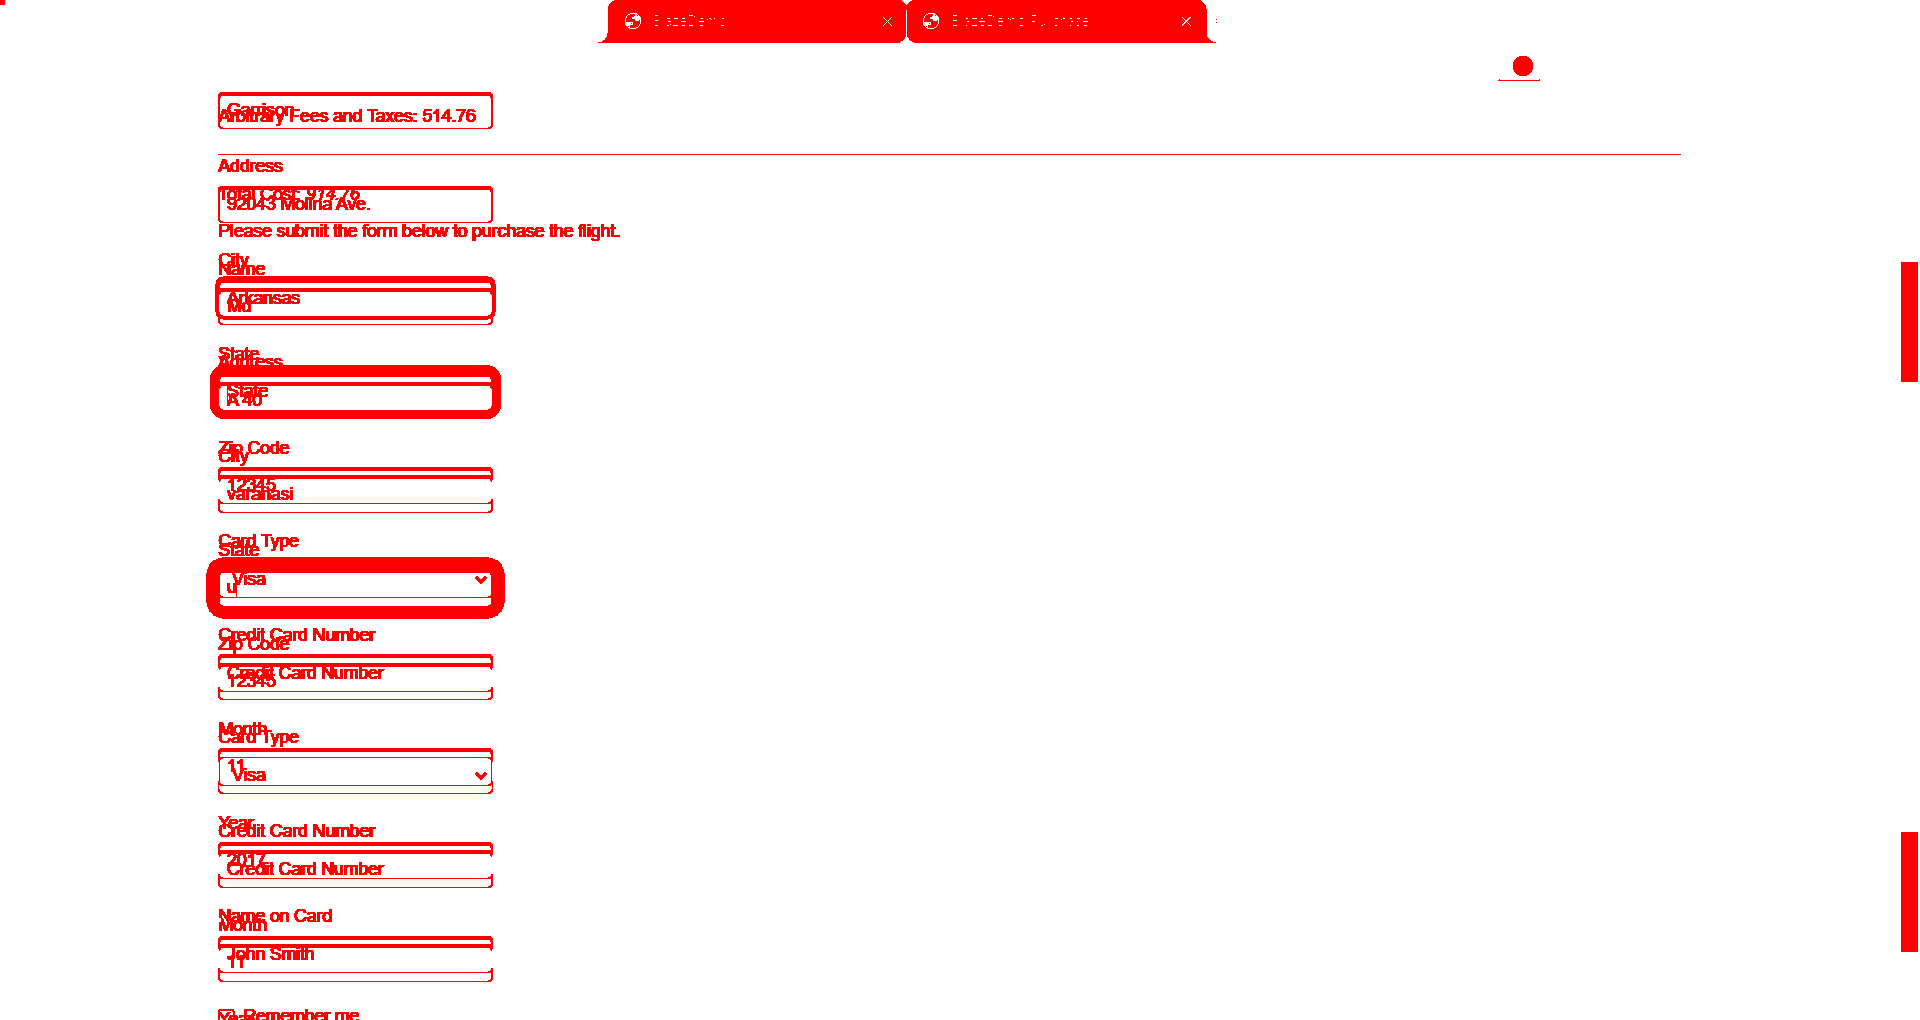 BlazeDemo
BlazeDemo Purchase
Garrison
Arbitrary Fees and Taxes: 514.76
Address
Total Cost: 914.76
92043 Molina Ave.
Please submit the form below to purchase the flight.
City
Name
Arkansas
Md
State
Address
State
A 40
Zip Code
City
12345
varanasi
Card Type
State
Visa
u
Credit Card Number
Zip Code
Credit Card Number
12345
Month
Card Type
11
Visa
Year
Credit Card Number
2017
Credit Card Number
Name on Card
Month
John Smith
11
Remember me
Year